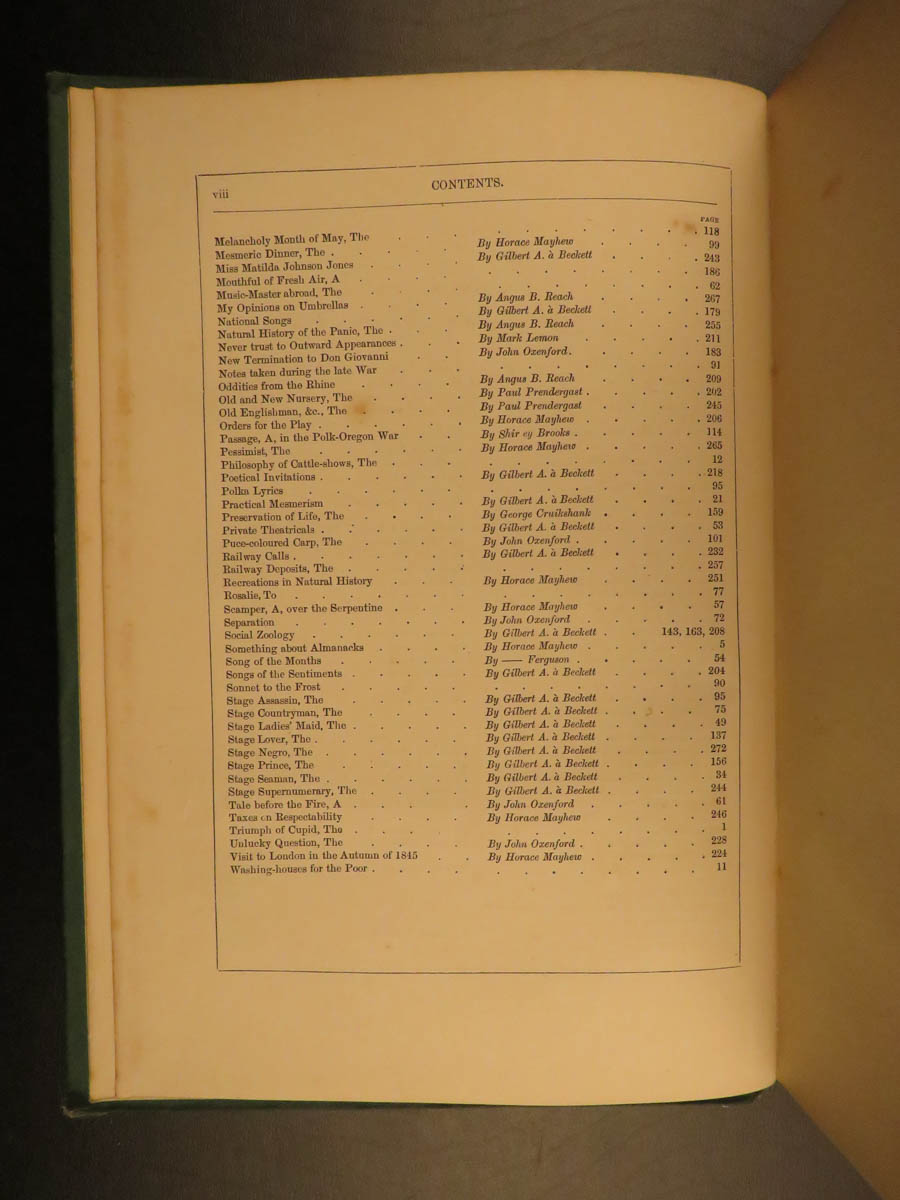 viii CONTENTS.
PAGE
Melancholy Month of May, The . . . . . . . . . . 118
Mesmeric Dinner, The . . . . . By Horace Mayhew . . . . 99
Miss Matilda Johnson Jones . . . . By Gilbert A. à Beckett . . . . 243
Mouthful of Fresh Air, A . . . . . . . . . . 186
Music-Master abroad, The . . . . . . . . . . 62
My Opinions on Umbrellas . . . . By Angus B. Reach . . . . 267
National Songs . . . . . By Gilbert A. à Beckett . . . . 179
Natural History of the Panic, The . . . By Angus B. Reach . . . . 255
Never trust to Outward Appearances . . . By Mark Lemon . . . . . 211
New Termination to Don Giovanni . . By John Oxenford . . . . . 183
Notes taken during the late War . . . . . . . . . . 91
Oddities from the Rhine . . . . By Angus B. Reach . . . . 209
Old and New Nursery, The . . . . By Paul Prendergast . . . . 202
Old Englishman, &c., The . . . . By Paul Prendergast . . . . 245
Orders for the Play . . . . . . By Horace Mayhew . . . . . 206
Passage, A, in the Polk-Oregon War . . By Shir ey Brooks . . . . . 114
Pessimist, The . . . . . . By Horace Mayhew . . . . . 265
Philosophy of Cattle-shows, The . . . . . . . . . . 12
Poetical Invitations . . . . . . By Gilbert A. à Beckett . . . . 218
Polka Lyrics . . . . . . . . . . . . 95
Practical Mesmerism . . . . . By Gilbert A. à Beckett . . . . 21
Preservation of Life, The . . . . By George Cruikshank . . . . 159
Private Theatricals . . . . . . By Gilbert A. à Beckett . . . . 53
Puce-coloured Carp, The . . . . By John Oxenford . . . . . 101
Railway Calls . . . . . . By Gilbert A. à Beckett . . . . 232
Railway Deposits, The . . . . . . . . . . . 257
Recreations in Natural History . . . By Horace Mayhew . . . . 251
Rosalie, To . . . . . . . . . . . . 77
Scamper, A, over the Serpentine . . . By Horace Mayhew . . . . 57
Separation . . . . . . By John Oxenford . . . . 72
Social Zoology . . . . . . By Gilbert A. à Beckett . . 143, 163, 208
Something about Almanacks . . . . By Horace Mayhew . . . . . 5
Song of the Months . . . . . By —— Ferguson . . . . . 54
Songs of the Sentiments . . . . . By Gilbert A. à Beckett . . . . 204
Sonnet to the Frost . . . . . . . . . . . 90
Stage Assassin, The . . . . . By Gilbert A. à Beckett . . . . 95
Stage Countryman, The . . . . By Gilbert A. à Beckett . . . . 75
Stage Ladies' Maid, The . . . . . By Gilbert A. à Beckett . . . . 49
Stage Lover, The . . . . . . By Gilbert A. à Beckett . . . . 137
Stage Negro, The . . . . . . By Gilbert A. à Beckett . . . . 272
Stage Prince, The . . . . . By Gilbert A. à Beckett . . . . 156
Stage Seaman, The . . . . . . By Gilbert A. à Beckett . . . . 34
Stage Supernumerary, The . . . . By Gilbert A. à Beckett . . . . 244
Tale before the Fire, A . . . . . By John Oxenford . . . . . 61
Taxes on Respectability . . . . By Horace Mayhew . . . . 246
Triumph of Cupid, The . . . . . . . . . . . 1
Unlucky Question, The . . . . By John Oxenford . . . . . 228
Visit to London in the Autumn of 1845 . . By Horace Mayhew . . . . . 224
Washing-houses for the Poor . . . . . . . . . . . 11